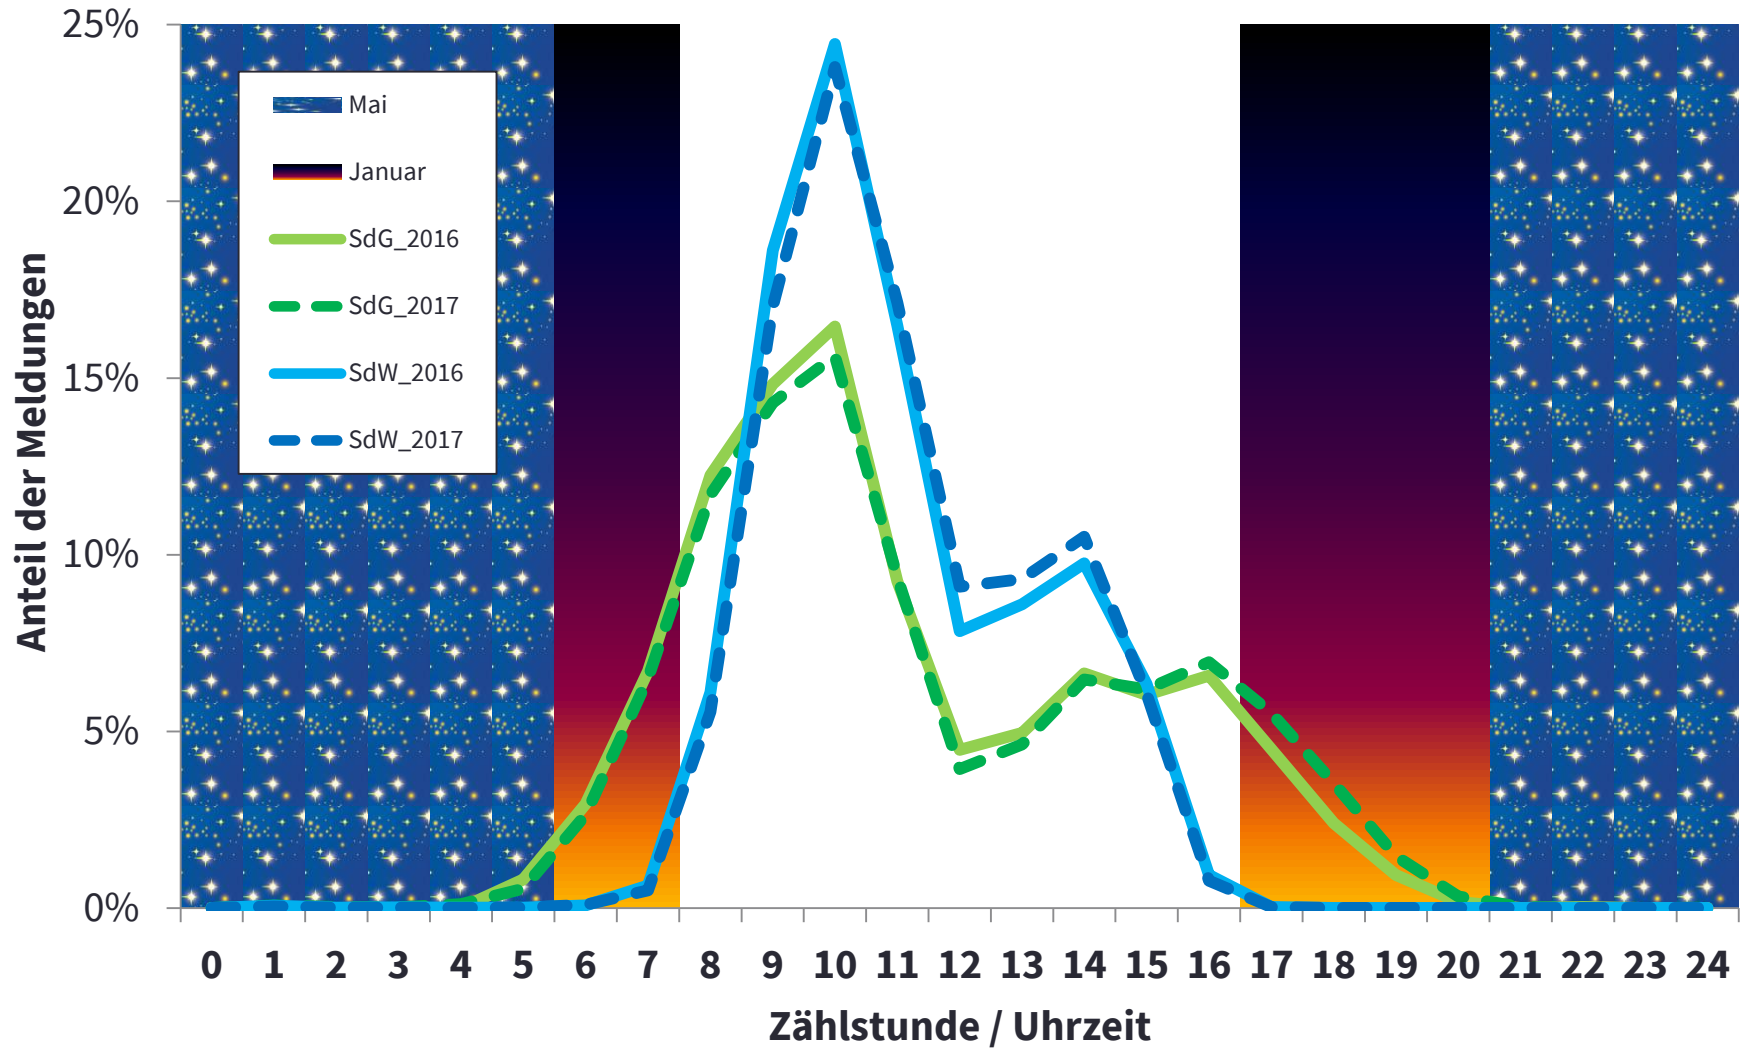 25%
20%
15%
10%
5%
0%
Anteil der Meldungen
Mai
Januar
SdG_2016
SdG_2017
SdW_2016
SdW_2017
0 1 2 3 4 5 6 7 8 9 10 11 12 13 14 15 16 17 18 19 20 21 22 23 24
Zählstunde / Uhrzeit